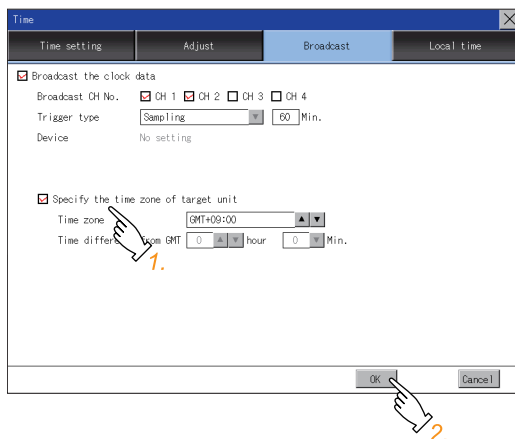 Time
Time setting Adjust Broadcast Local time
Broadcast the clock data
Broadcast CH No. CH 1 CH 2 CH 3 CH 4
Trigger type Sampling 60 Min.
Device No setting
Specify the time zone of target unit
Time zone GMT+09:00
Time differe from GMT 0 hour 0 Min.
1.
OK Cancel
2